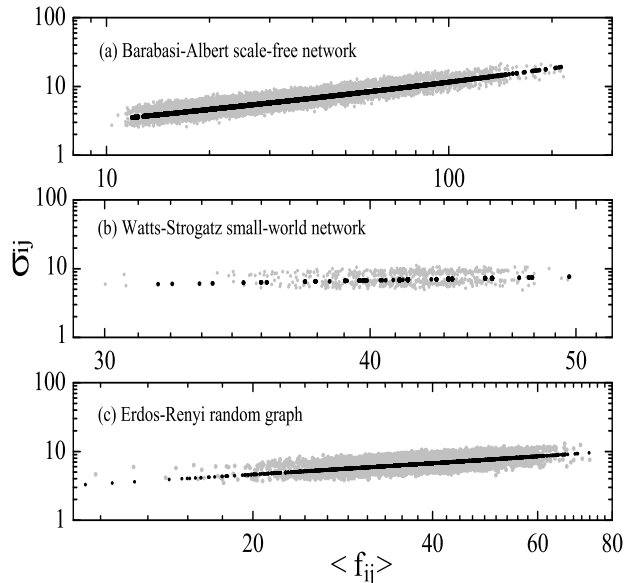 100
(a) Barabasi-Albert scale-free network
10
1
10 100
100
(b) Watts-Strogatz small-world network
10
1
30 40 50
σij
100
(c) Erdos-Renyi random graph
10
1
20 40 60 80
< fij >